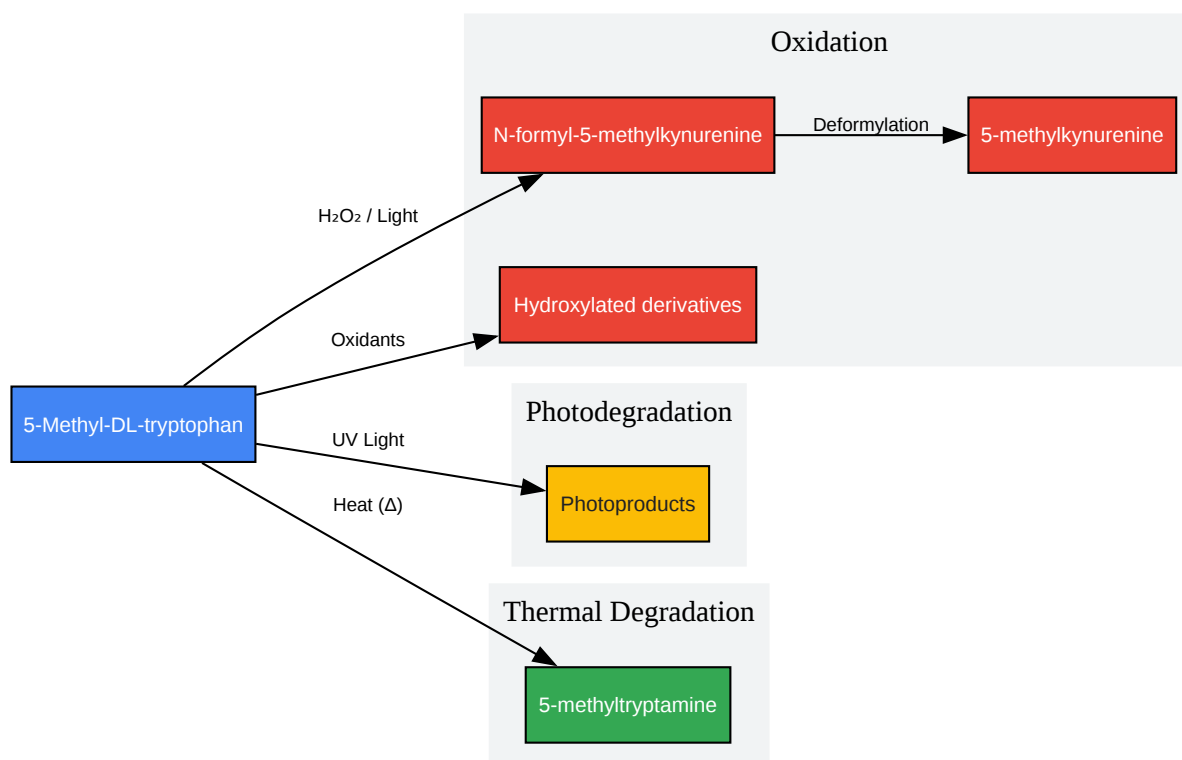 Oxidation
N-formyl-5-methylkynurenine
Deformylation
5-methylkynurenine
H₂O₂ / Light
Hydroxylated derivatives
Oxidants
5-Methyl-DL-tryptophan
Photodegradation
UV Light
Photoproducts
Heat (Δ)
Thermal Degradation
5-methyltryptamine